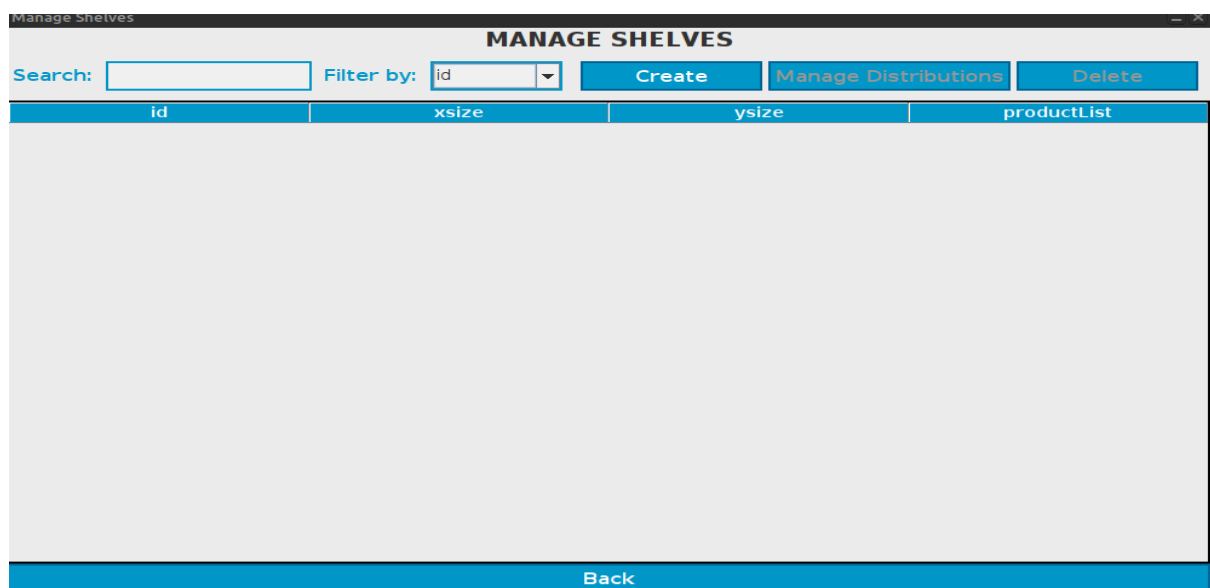 Manage Shelves
MANAGE SHELVES
Search: Filter by: id Create Manage Distributions Delete
id xsize ysize productList
Back